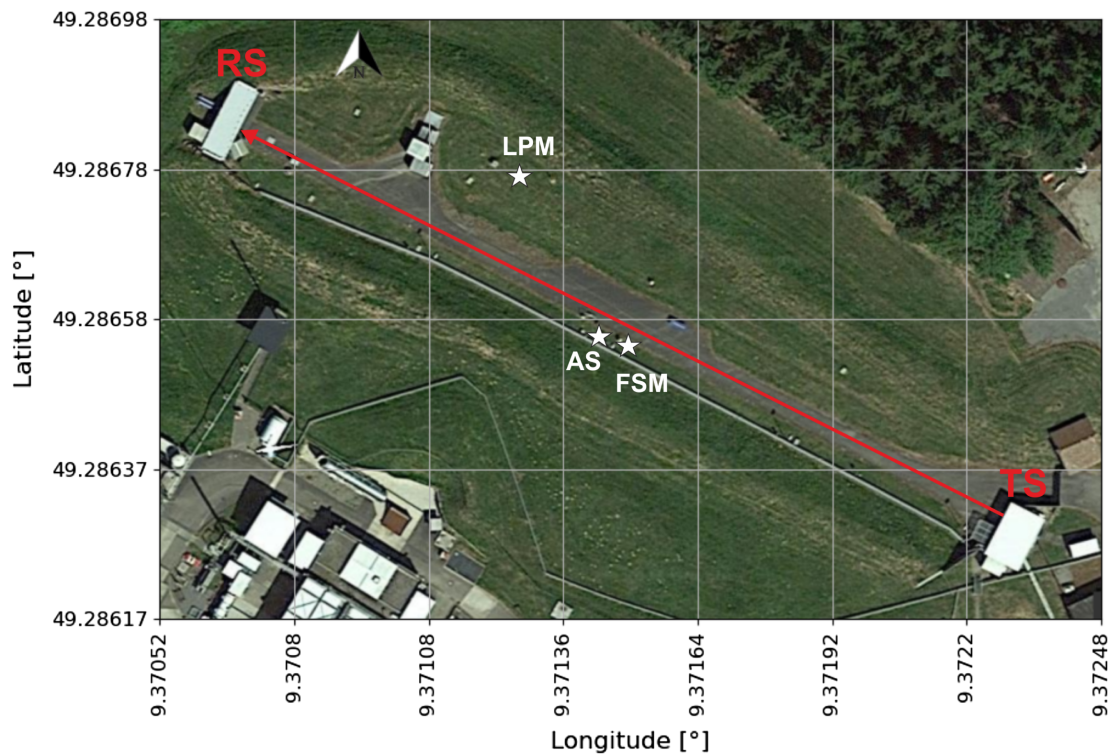 49.28698
49.28678
49.28658
49.28637
49.28617
Latitude [°]
RS
N
LPM
AS
FSM
TS
9.37052
9.3708
9.37108
9.37136
9.37164
9.37192
9.3722
9.37248
Longitude [°]